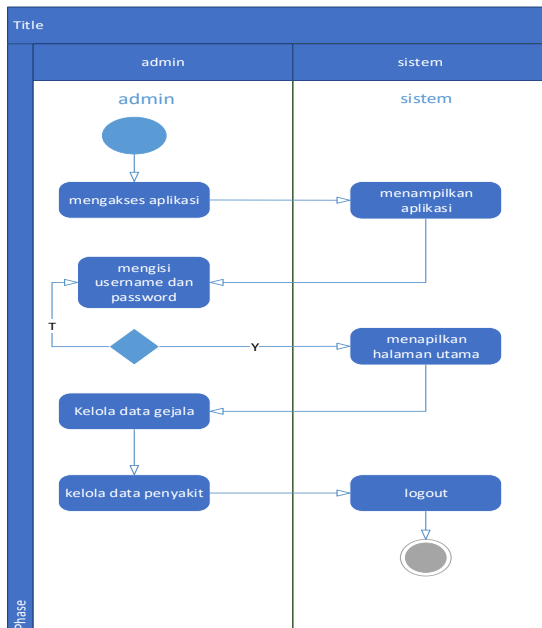 Title
admin
sistem
admin
sistem
mengakses aplikasi
menampilkan
aplikasi
mengisi
username dan
password
T
Y
menapilkan
halaman utama
Kelola data gejala
kelola data penyakit
logout
Phase